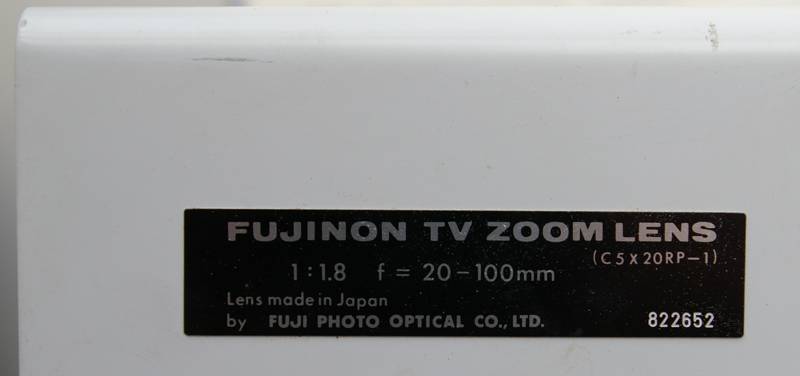 FUJINON TV ZOOM LENS
(C5x20RP-1)
1:1.8 f = 20-100mm
Lens made in Japan
by FUJI PHOTO OPTICAL CO., LTD.
822652